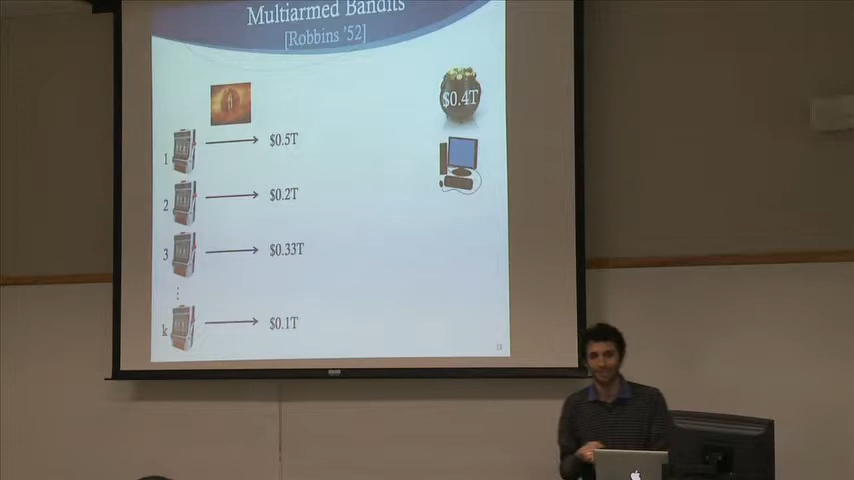 Multiarmed Bandits
[Robbins '52]
$0.4T
1 $0.5T
2 $0.2T
3 $0.33T
⋮
k $0.1T